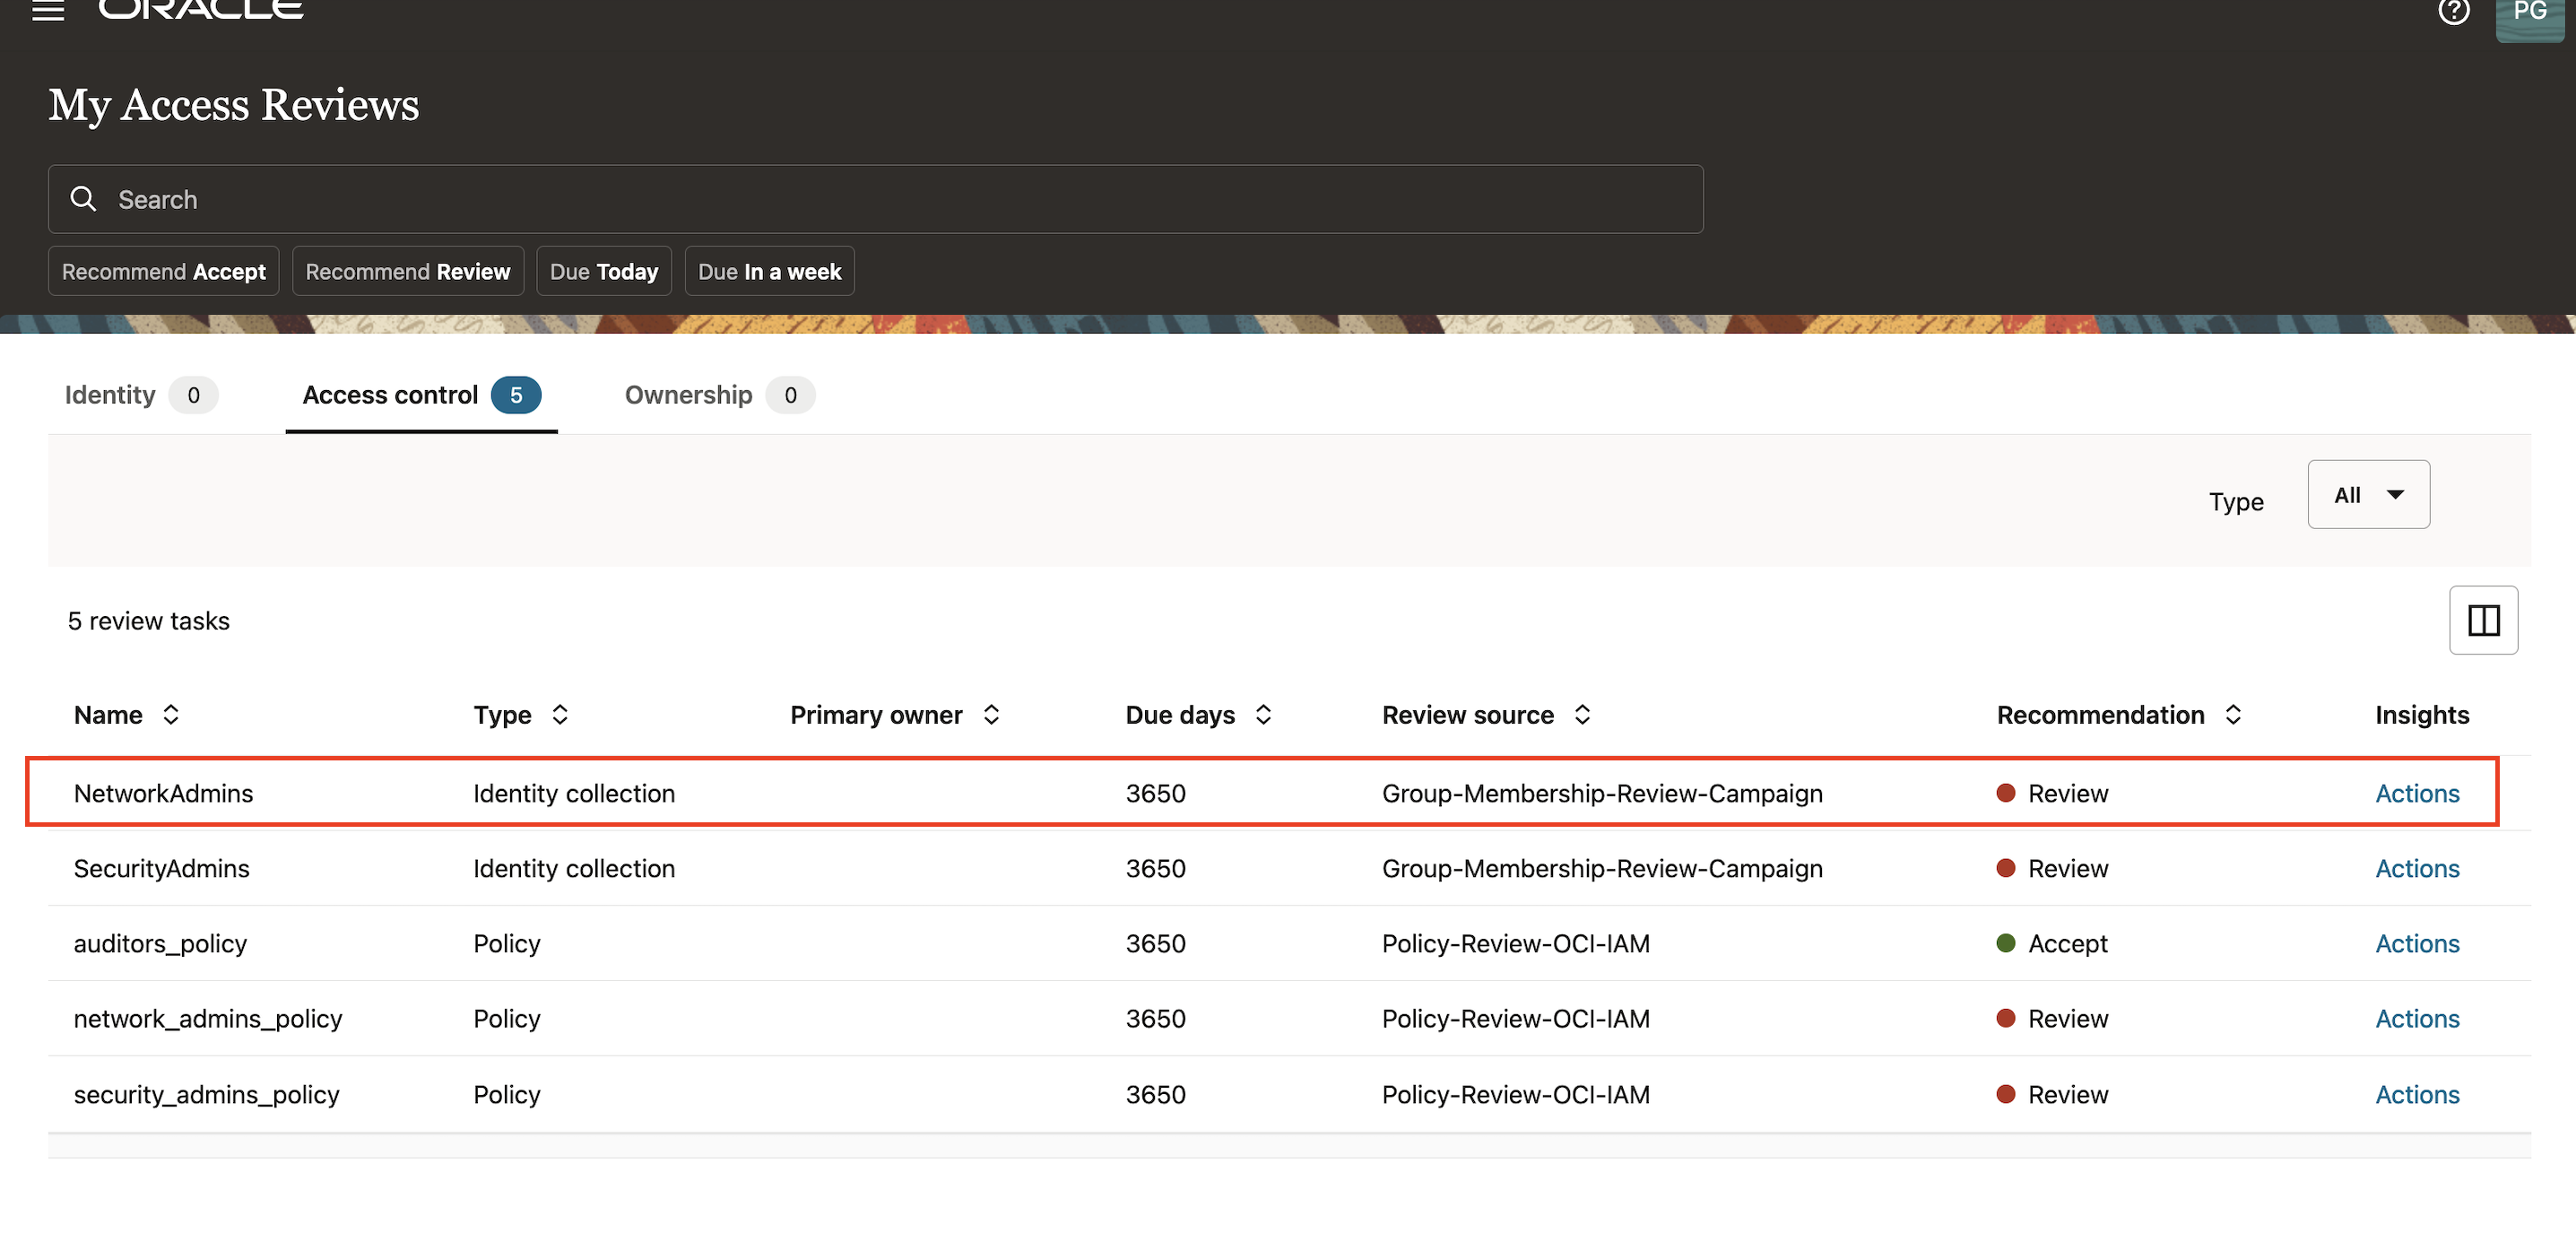 ORACLE
PG
My Access Reviews
Search
Recommend Accept Recommend Review Due Today Due In a week
Identity 0 Access control 5 Ownership 0
Type All
5 review tasks
Name Type Primary owner Due days Review source Recommendation Insights
NetworkAdmins Identity collection 3650 Group-Membership-Review-Campaign Review Actions
SecurityAdmins Identity collection 3650 Group-Membership-Review-Campaign Review Actions
auditors_policy Policy 3650 Policy-Review-OCI-IAM Accept Actions
network_admins_policy Policy 3650 Policy-Review-OCI-IAM Review Actions
security_admins_policy Policy 3650 Policy-Review-OCI-IAM Review Actions